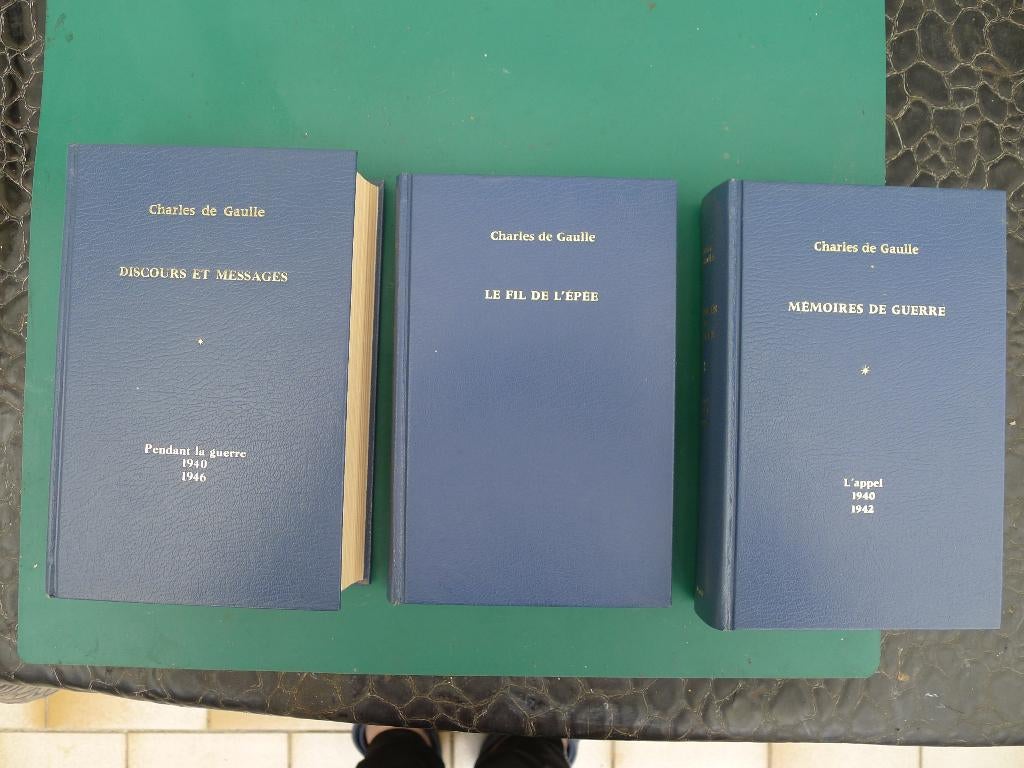 Charles de Gaulle
DISCOURS ET MESSAGES
Pendant la guerre
1940
1946
Charles de Gaulle
LE FIL DE L'ÉPÉE
Charles de Gaulle
MÉMOIRES DE GUERRE
L'appel
1940
1942